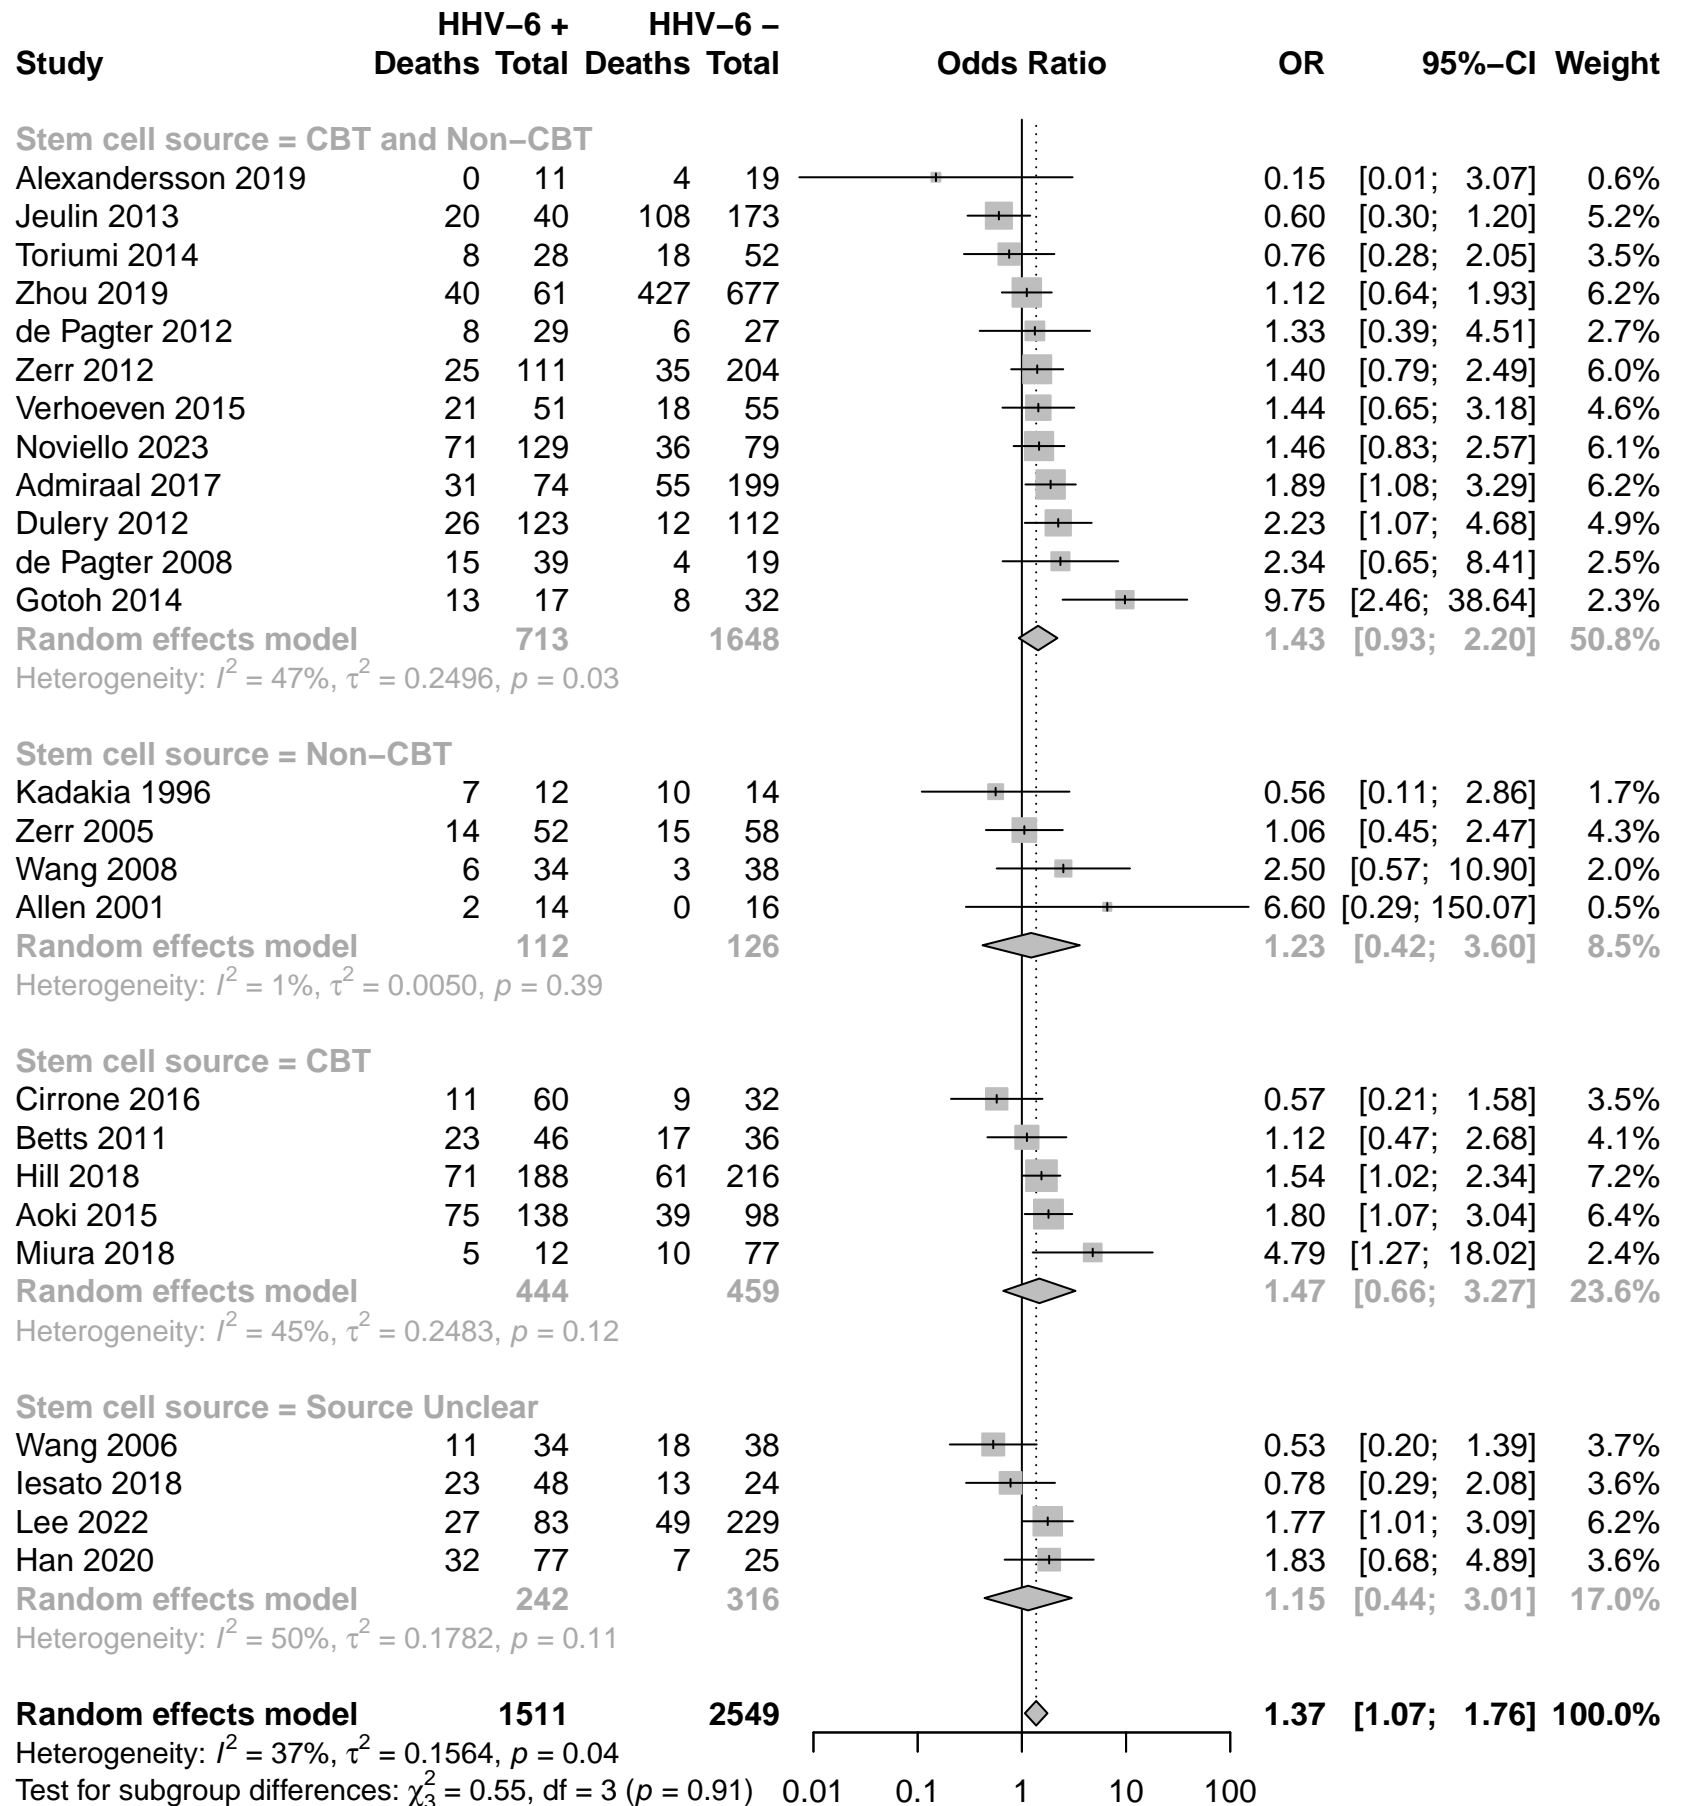 HHV−6 + HHV−6 −
Study Deaths Total Deaths Total Odds Ratio OR 95%−CI Weight
Stem cell source = CBT and Non−CBT
Alexandersson 2019 0 11 4 19 0.15 [0.01; 3.07] 0.6%
Jeulin 2013 20 40 108 173 0.60 [0.30; 1.20] 5.2%
Toriumi 2014 8 28 18 52 0.76 [0.28; 2.05] 3.5%
Zhou 2019 40 61 427 677 1.12 [0.64; 1.93] 6.2%
de Pagter 2012 8 29 6 27 1.33 [0.39; 4.51] 2.7%
Zerr 2012 25 111 35 204 1.40 [0.79; 2.49] 6.0%
Verhoeven 2015 21 51 18 55 1.44 [0.65; 3.18] 4.6%
Noviello 2023 71 129 36 79 1.46 [0.83; 2.57] 6.1%
Admiraal 2017 31 74 55 199 1.89 [1.08; 3.29] 6.2%
Dulery 2012 26 123 12 112 2.23 [1.07; 4.68] 4.9%
de Pagter 2008 15 39 4 19 2.34 [0.65; 8.41] 2.5%
Gotoh 2014 13 17 8 32 9.75 [2.46; 38.64] 2.3%
Random effects model 713 1648 1.43 [0.93; 2.20] 50.8%
Heterogeneity: I² = 47%, τ² = 0.2496, p = 0.03
Stem cell source = Non−CBT
Kadakia 1996 7 12 10 14 0.56 [0.11; 2.86] 1.7%
Zerr 2005 14 52 15 58 1.06 [0.45; 2.47] 4.3%
Wang 2008 6 34 3 38 2.50 [0.57; 10.90] 2.0%
Allen 2001 2 14 0 16 6.60 [0.29; 150.07] 0.5%
Random effects model 112 126 1.23 [0.42; 3.60] 8.5%
Heterogeneity: I² = 1%, τ² = 0.0050, p = 0.39
Stem cell source = CBT
Cirrone 2016 11 60 9 32 0.57 [0.21; 1.58] 3.5%
Betts 2011 23 46 17 36 1.12 [0.47; 2.68] 4.1%
Hill 2018 71 188 61 216 1.54 [1.02; 2.34] 7.2%
Aoki 2015 75 138 39 98 1.80 [1.07; 3.04] 6.4%
Miura 2018 5 12 10 77 4.79 [1.27; 18.02] 2.4%
Random effects model 444 459 1.47 [0.66; 3.27] 23.6%
Heterogeneity: I² = 45%, τ² = 0.2483, p = 0.12
Stem cell source = Source Unclear
Wang 2006 11 34 18 38 0.53 [0.20; 1.39] 3.7%
Iesato 2018 23 48 13 24 0.78 [0.29; 2.08] 3.6%
Lee 2022 27 83 49 229 1.77 [1.01; 3.09] 6.2%
Han 2020 32 77 7 25 1.83 [0.68; 4.89] 3.6%
Random effects model 242 316 1.15 [0.44; 3.01] 17.0%
Heterogeneity: I² = 50%, τ² = 0.1782, p = 0.11
Random effects model 1511 2549 1.37 [1.07; 1.76] 100.0%
Heterogeneity: I² = 37%, τ² = 0.1564, p = 0.04
Test for subgroup differences: χ²₃ = 0.55, df = 3 (p = 0.91) 0.01 0.1 1 10 100